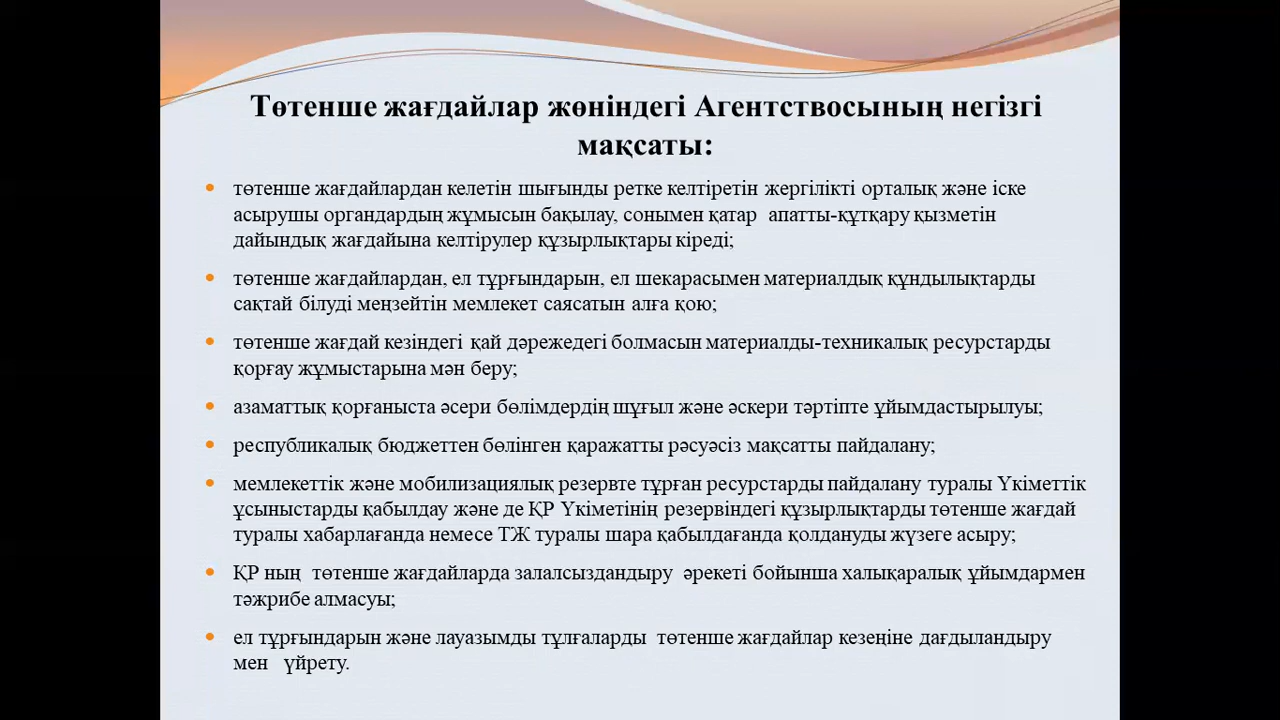 Төтенше жағдайлар жөніндегі Агентствосының негізгі
мақсаты:
• төтенше жағдайлардан келетін шығынды ретке келтіретін жергілікті орталық және іске
асырушы органдардың жұмысын бақылау, сонымен қатар апатты-құтқару қызметін
дайындық жағдайына келтірулер құзырлықтары кіреді;
• төтенше жағдайлардан, ел тұрғындарын, ел шекарасымен материалдық құндылықтарды
сақтай білуді меңзейтін мемлекет саясатын алға қою;
• төтенше жағдай кезіндегі қай дәрежедегі болмасын материалды-техникалық ресурстарды
қорғау жұмыстарына мән беру;
• азаматтық қорғаныста әсери бөлімдердің шұғыл және әскери тәртіпте ұйымдастырылуы;
• республикалық бюджеттен бөлінген қаражатты рәсуәсіз мақсатты пайдалану;
• мемлекеттік және мобилизациялық резервте тұрған ресурстарды пайдалану туралы Үкіметтік
ұсыныстарды қабылдау және де ҚР Үкіметінің резервіндегі құзырлықтарды төтенше жағдай
туралы хабарлағанда немесе ТЖ туралы шара қабылдағанда қолдануды жүзеге асыру;
• ҚР ның төтенше жағдайларда залалсыздандыру әрекеті бойынша халықаралық ұйымдармен
тәжрибе алмасуы;
• ел тұрғындарын және лауазымды тұлғаларды төтенше жағдайлар кезеңіне дағдыландыру
мен үйрету.